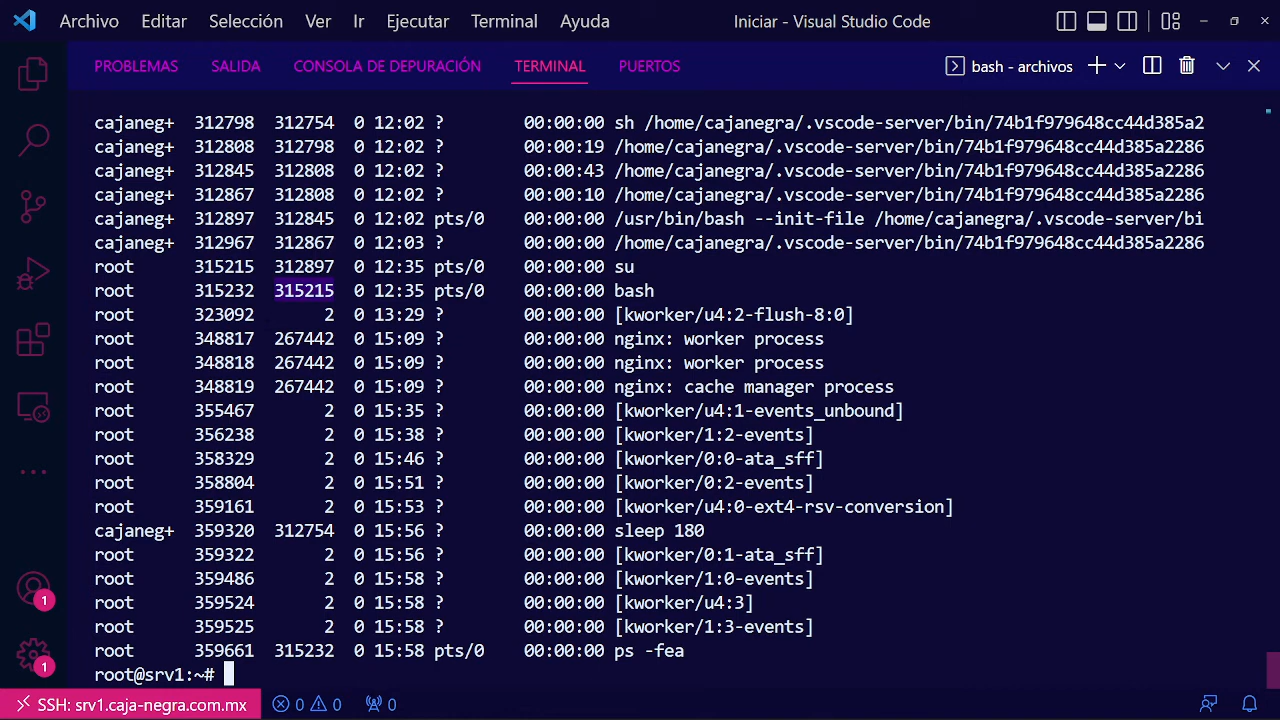 Archivo Editar Selección Ver Ir Ejecutar Terminal Ayuda Iniciar - Visual Studio Code
PROBLEMAS SALIDA CONSOLA DE DEPURACIÓN TERMINAL PUERTOS bash - archivos
cajaneg+ 312798 312754 0 12:02 ? 00:00:00 sh /home/cajanegra/.vscode-server/bin/74b1f979648cc44d385a2
cajaneg+ 312808 312798 0 12:02 ? 00:00:19 /home/cajanegra/.vscode-server/bin/74b1f979648cc44d385a2286
cajaneg+ 312845 312808 0 12:02 ? 00:00:43 /home/cajanegra/.vscode-server/bin/74b1f979648cc44d385a2286
cajaneg+ 312867 312808 0 12:02 ? 00:00:10 /home/cajanegra/.vscode-server/bin/74b1f979648cc44d385a2286
cajaneg+ 312897 312845 0 12:02 pts/0 00:00:00 /usr/bin/bash --init-file /home/cajanegra/.vscode-server/bi
cajaneg+ 312967 312867 0 12:03 ? 00:00:00 /home/cajanegra/.vscode-server/bin/74b1f979648cc44d385a2286
root 315215 312897 0 12:35 pts/0 00:00:00 su
root 315232 315215 0 12:35 pts/0 00:00:00 bash
root 323092 2 0 13:29 ? 00:00:00 [kworker/u4:2-flush-8:0]
root 348817 267442 0 15:09 ? 00:00:00 nginx: worker process
root 348818 267442 0 15:09 ? 00:00:00 nginx: worker process
root 348819 267442 0 15:09 ? 00:00:00 nginx: cache manager process
root 355467 2 0 15:35 ? 00:00:00 [kworker/u4:1-events_unbound]
root 356238 2 0 15:38 ? 00:00:00 [kworker/1:2-events]
root 358329 2 0 15:46 ? 00:00:00 [kworker/0:0-ata_sff]
root 358804 2 0 15:51 ? 00:00:00 [kworker/0:2-events]
root 359161 2 0 15:53 ? 00:00:00 [kworker/u4:0-ext4-rsv-conversion]
cajaneg+ 359320 312754 0 15:56 ? 00:00:00 sleep 180
root 359322 2 0 15:56 ? 00:00:00 [kworker/0:1-ata_sff]
root 359486 2 0 15:58 ? 00:00:00 [kworker/1:0-events]
root 359524 2 0 15:58 ? 00:00:00 [kworker/u4:3]
root 359525 2 0 15:58 ? 00:00:00 [kworker/1:3-events]
root 359661 315232 0 15:58 pts/0 00:00:00 ps -fea
1
root@srv1:~#
1
SSH: srv1.caja-negra.com.mx 0 0 0